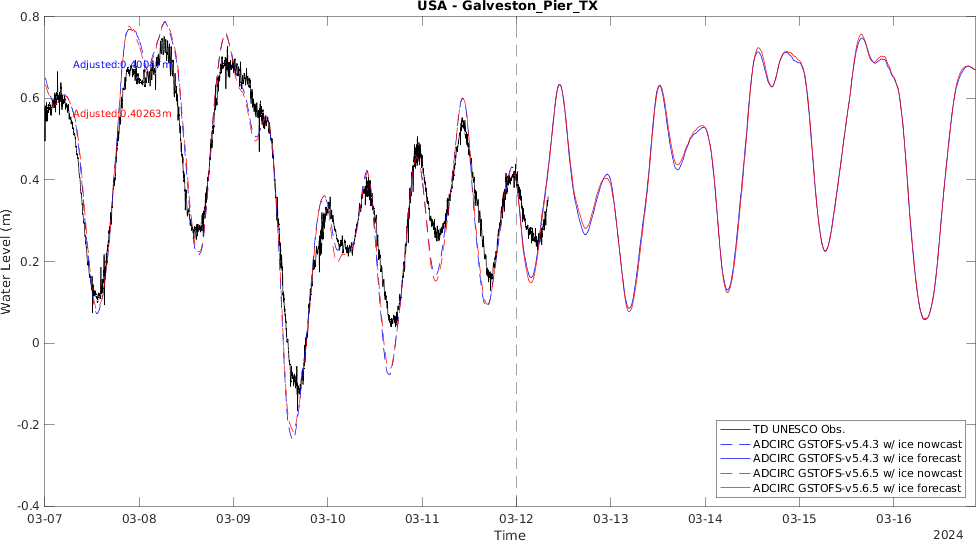 USA - Galveston_Pier_TX
0.8
Adjusted:0.400 m
0.6
Adjusted:0.40263m
0.4
Water Level (m)
0.2
0
-0.2
TD UNESCO Obs.
ADCIRC GSTOFS-v5.4.3 w/ ice nowcast
ADCIRC GSTOFS-v5.4.3 w/ ice forecast
ADCIRC GSTOFS-v5.6.5 w/ ice nowcast
ADCIRC GSTOFS-v5.6.5 w/ ice forecast
-0.4
03-07 03-08 03-09 03-10 03-11 03-12 03-13 03-14 03-15 03-16
Time
2024